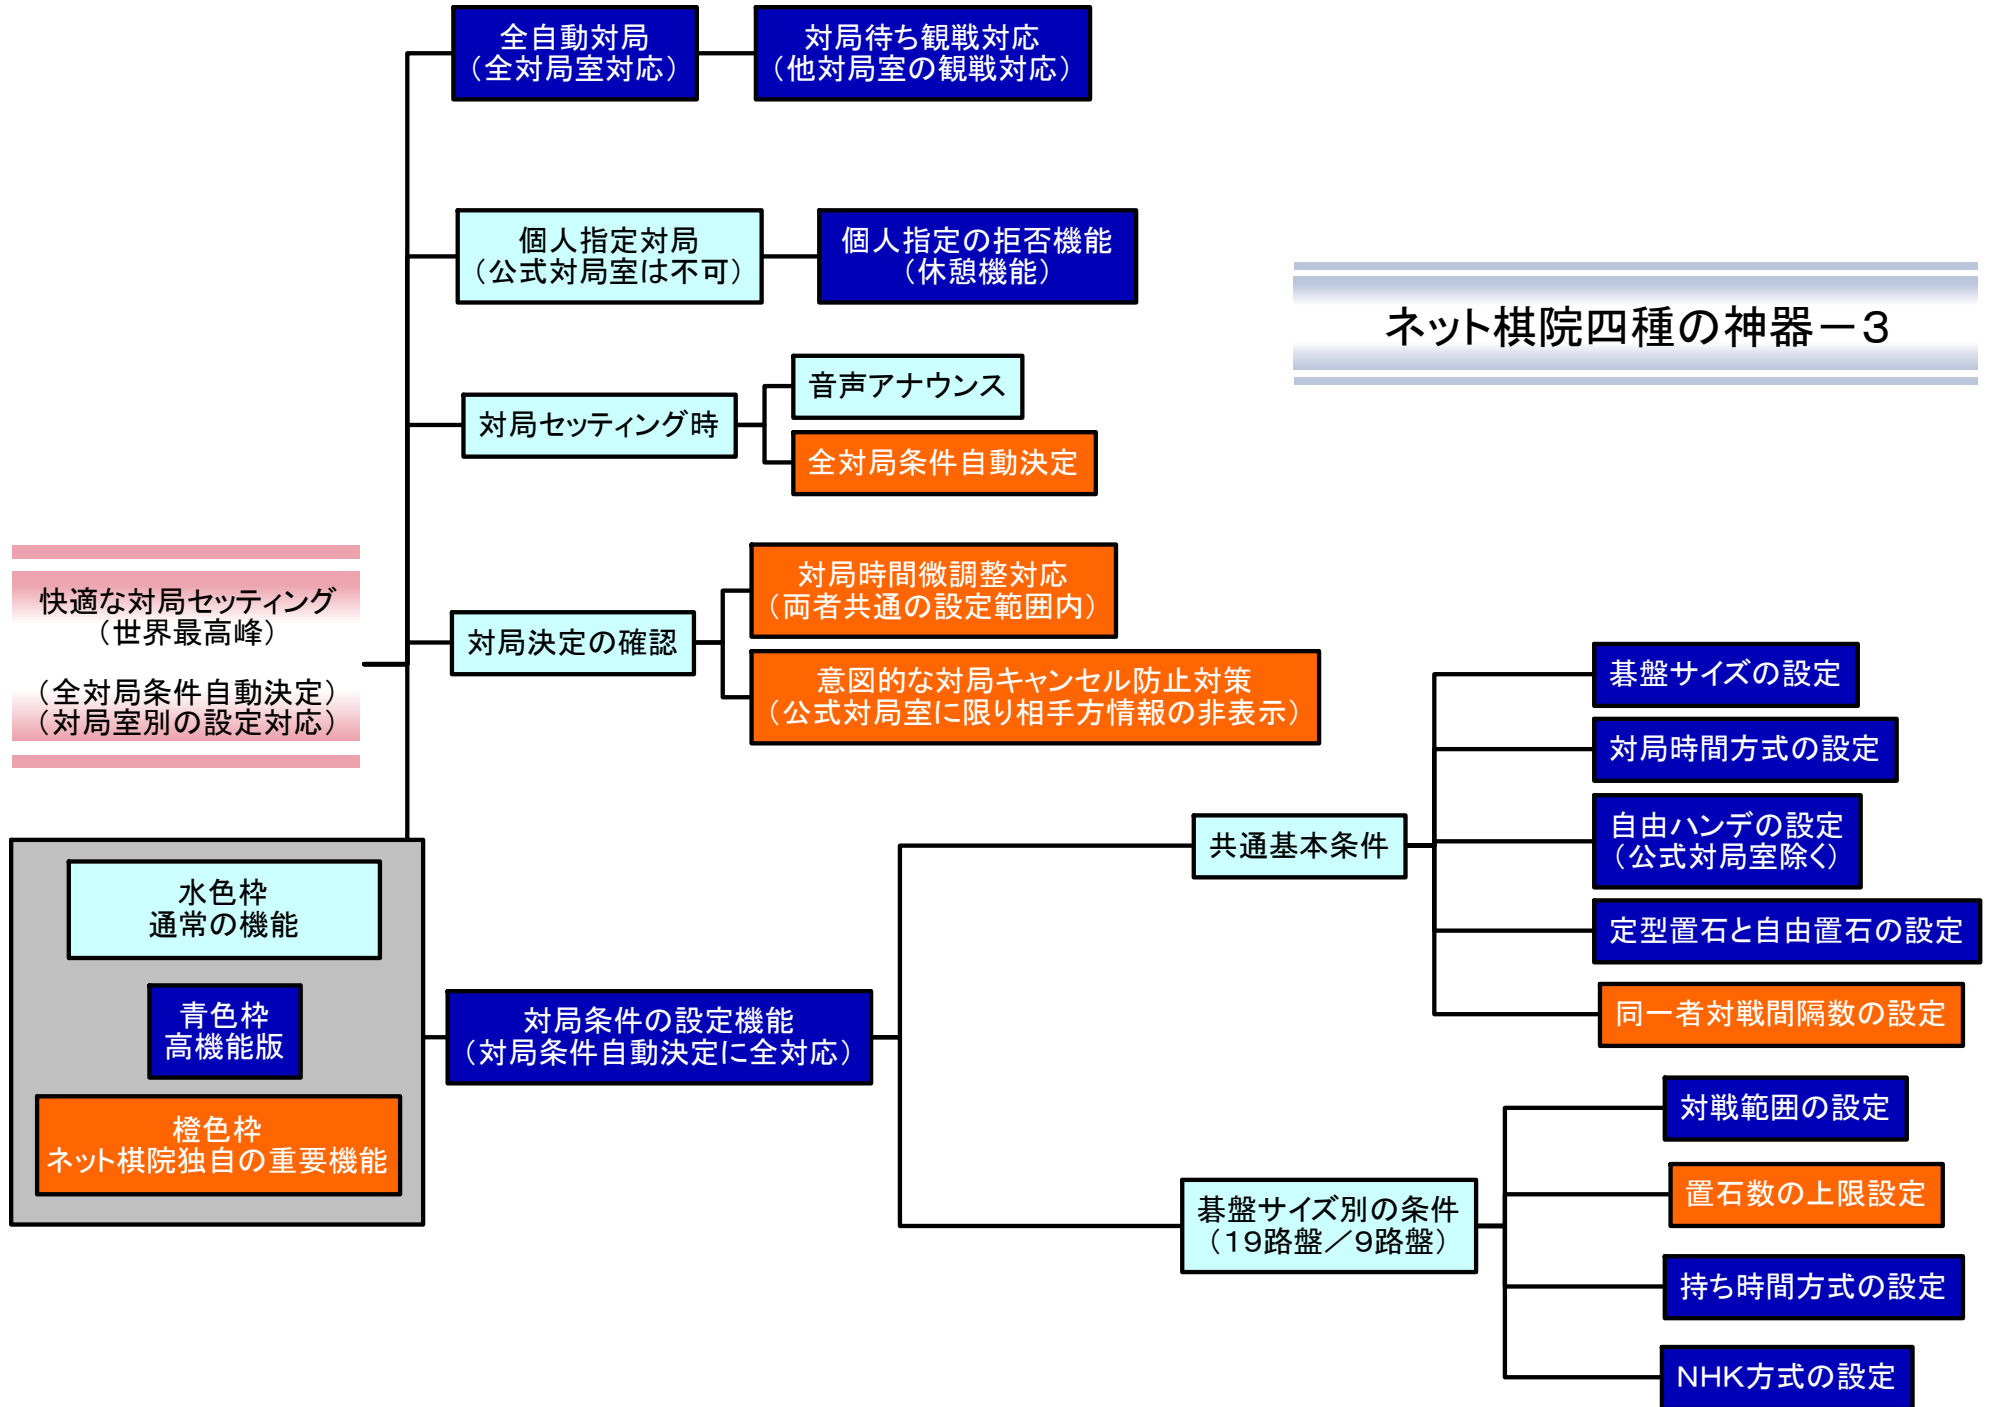 全自動対局
（全対局室対応）
対局待ち観戦対応
（他対局室の観戦対応）
個人指定対局
（公式対局室は不可）
個人指定の拒否機能
（休憩機能）
ネット棋院四種の神器－３
対局セッティング時
音声アナウンス
全対局条件自動決定
快適な対局セッティング
（世界最高峰）
（全対局条件自動決定）
（対局室別の設定対応）
対局決定の確認
対局時間微調整対応
（両者共通の設定範囲内）
意図的な対局キャンセル防止対策
（公式対局室に限り相手方情報の非表示）
水色枠
通常の機能
青色枠
高機能版
橙色枠
ネット棋院独自の重要機能
対局条件の設定機能
（対局条件自動決定に全対応）
共通基本条件
碁盤サイズの設定
対局時間方式の設定
自由ハンデの設定
（公式対局室除く）
定型置石と自由置石の設定
同一者対戦間隔数の設定
碁盤サイズ別の条件
（１９路盤／９路盤）
対戦範囲の設定
置石数の上限設定
持ち時間方式の設定
ＮＨＫ方式の設定